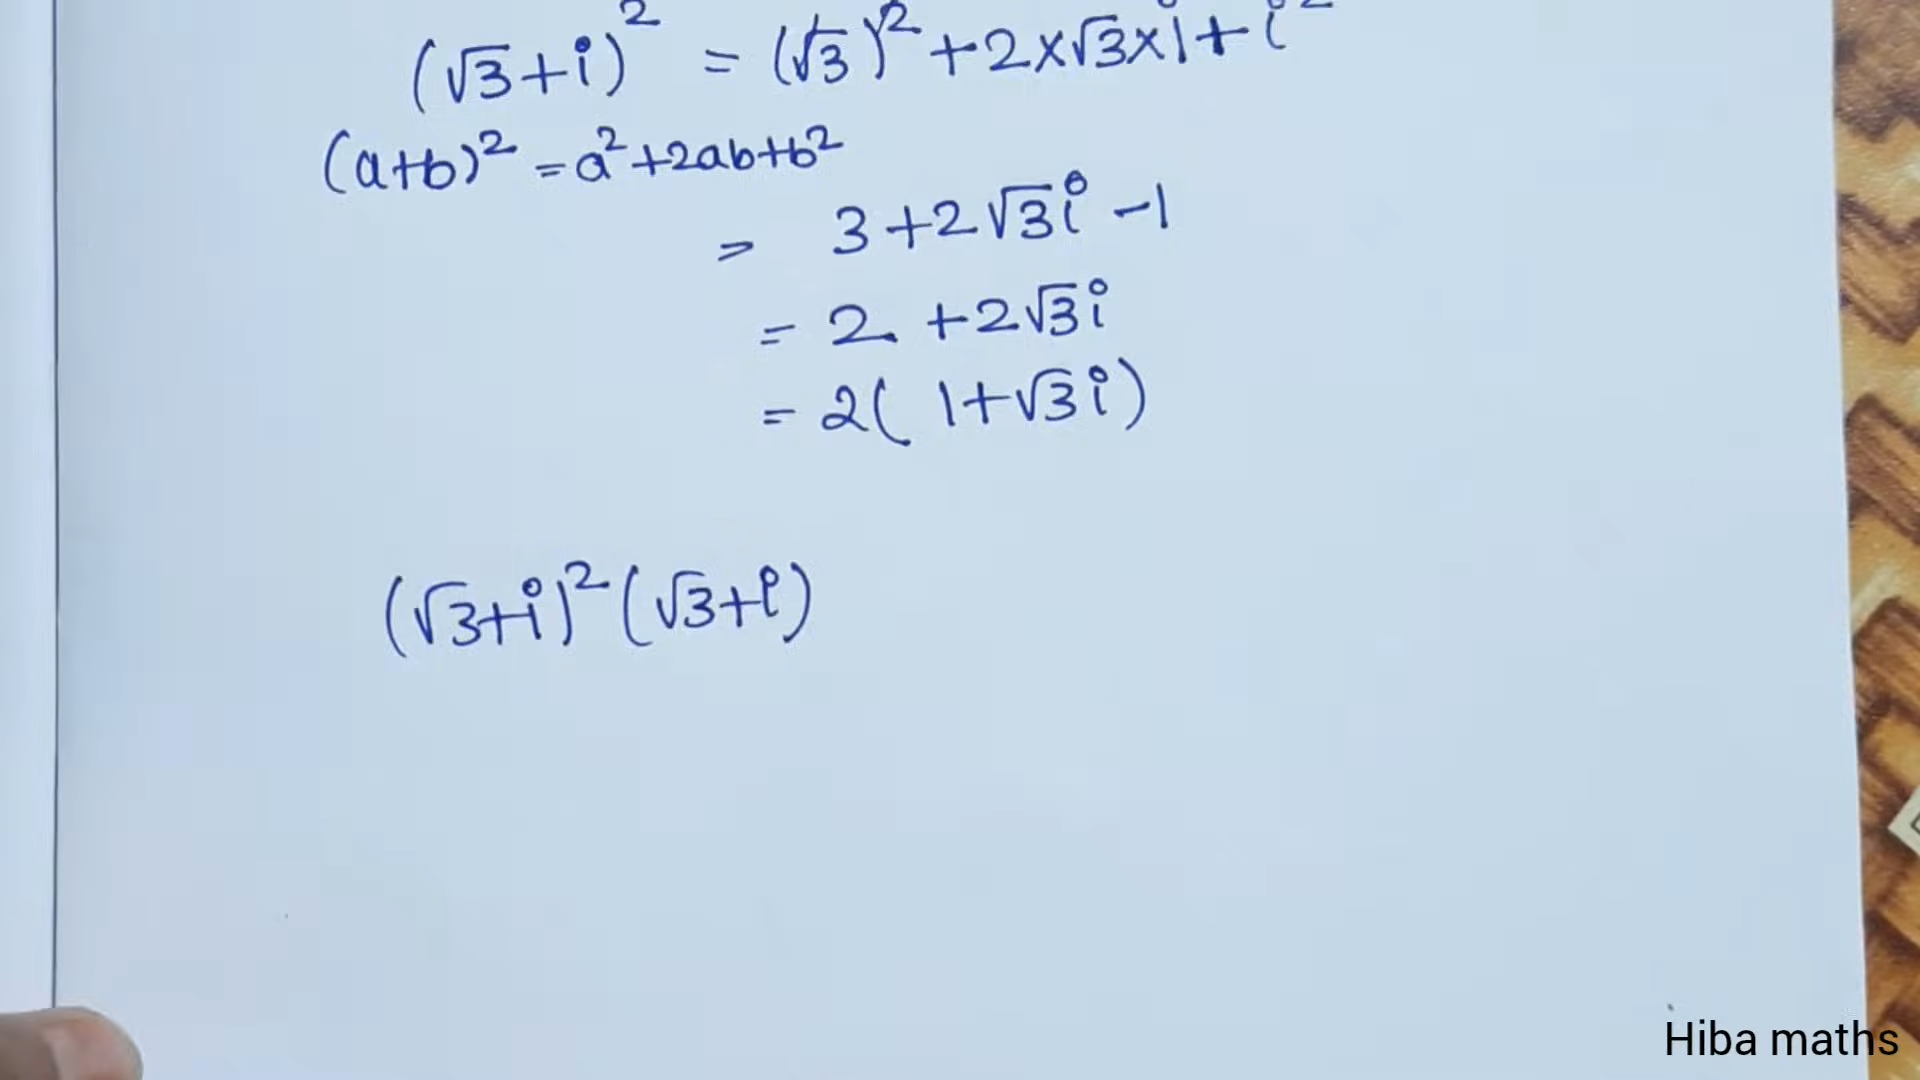 (√3+i)² = (√3)²+2×√3×i+i²
(a+b)² =a²+2ab+b²
= 3+2√3i -1
= 2 +2√3i
= 2( 1+√3i)
(√3+i)²(√3+i)
Hiba maths